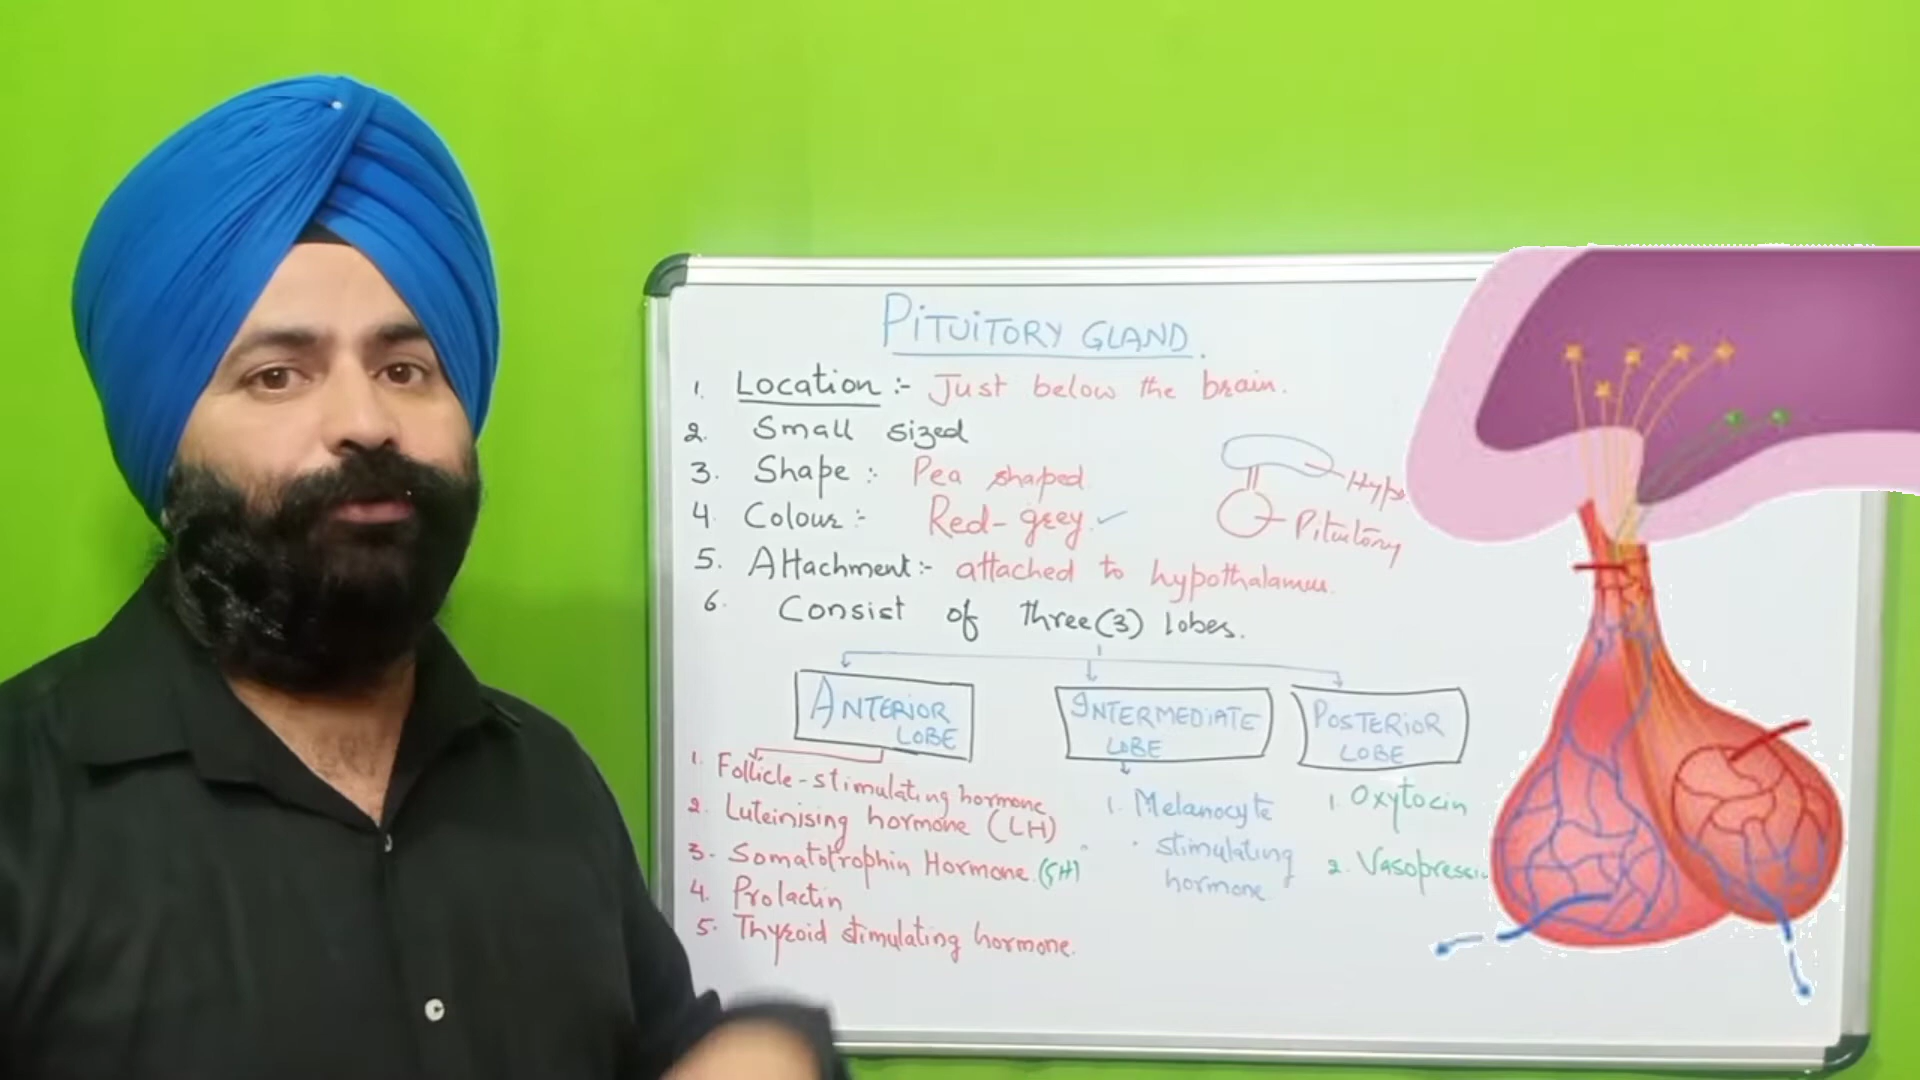 PiTUiTORY GLAND.
1. Location :- Just below the brain.
2. Small sized
3. Shape :- Pea shaped
4. Colour :- Red-grey.
Pituitory
5. Attachment:- attached to hypothalamus.
6. Consist of three(3) lobes.
ANTERIOR LOBE
INTERMEDIATE LOBE
POSTERIOR LOBE
1. Follicle-stimulating hormone
2. Luteinising hormone (LH)
3- Somatotrophin Hormone.(GH)
4. Prolactin
5. Thyroid stimulating hormone.
1. Melanocyte
stimulating
hormone
1. Oxytocin
2. Vasopressi